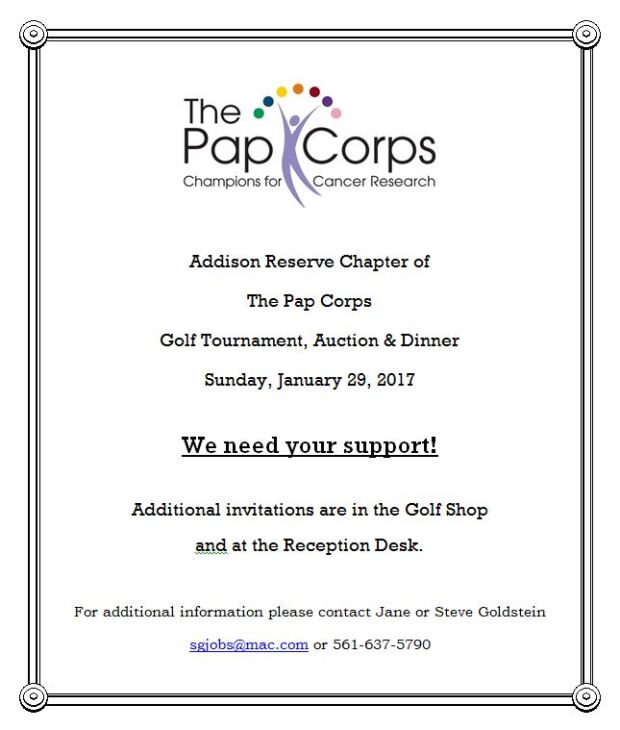 The
Pap Corps
Champions for Cancer Research
Addison Reserve Chapter of
The Pap Corps
Golf Tournament, Auction & Dinner
Sunday, January 29, 2017
We need your support!
Additional invitations are in the Golf Shop
and at the Reception Desk.
For additional information please contact Jane or Steve Goldstein
sgjobs@mac.com or 561-637-5790